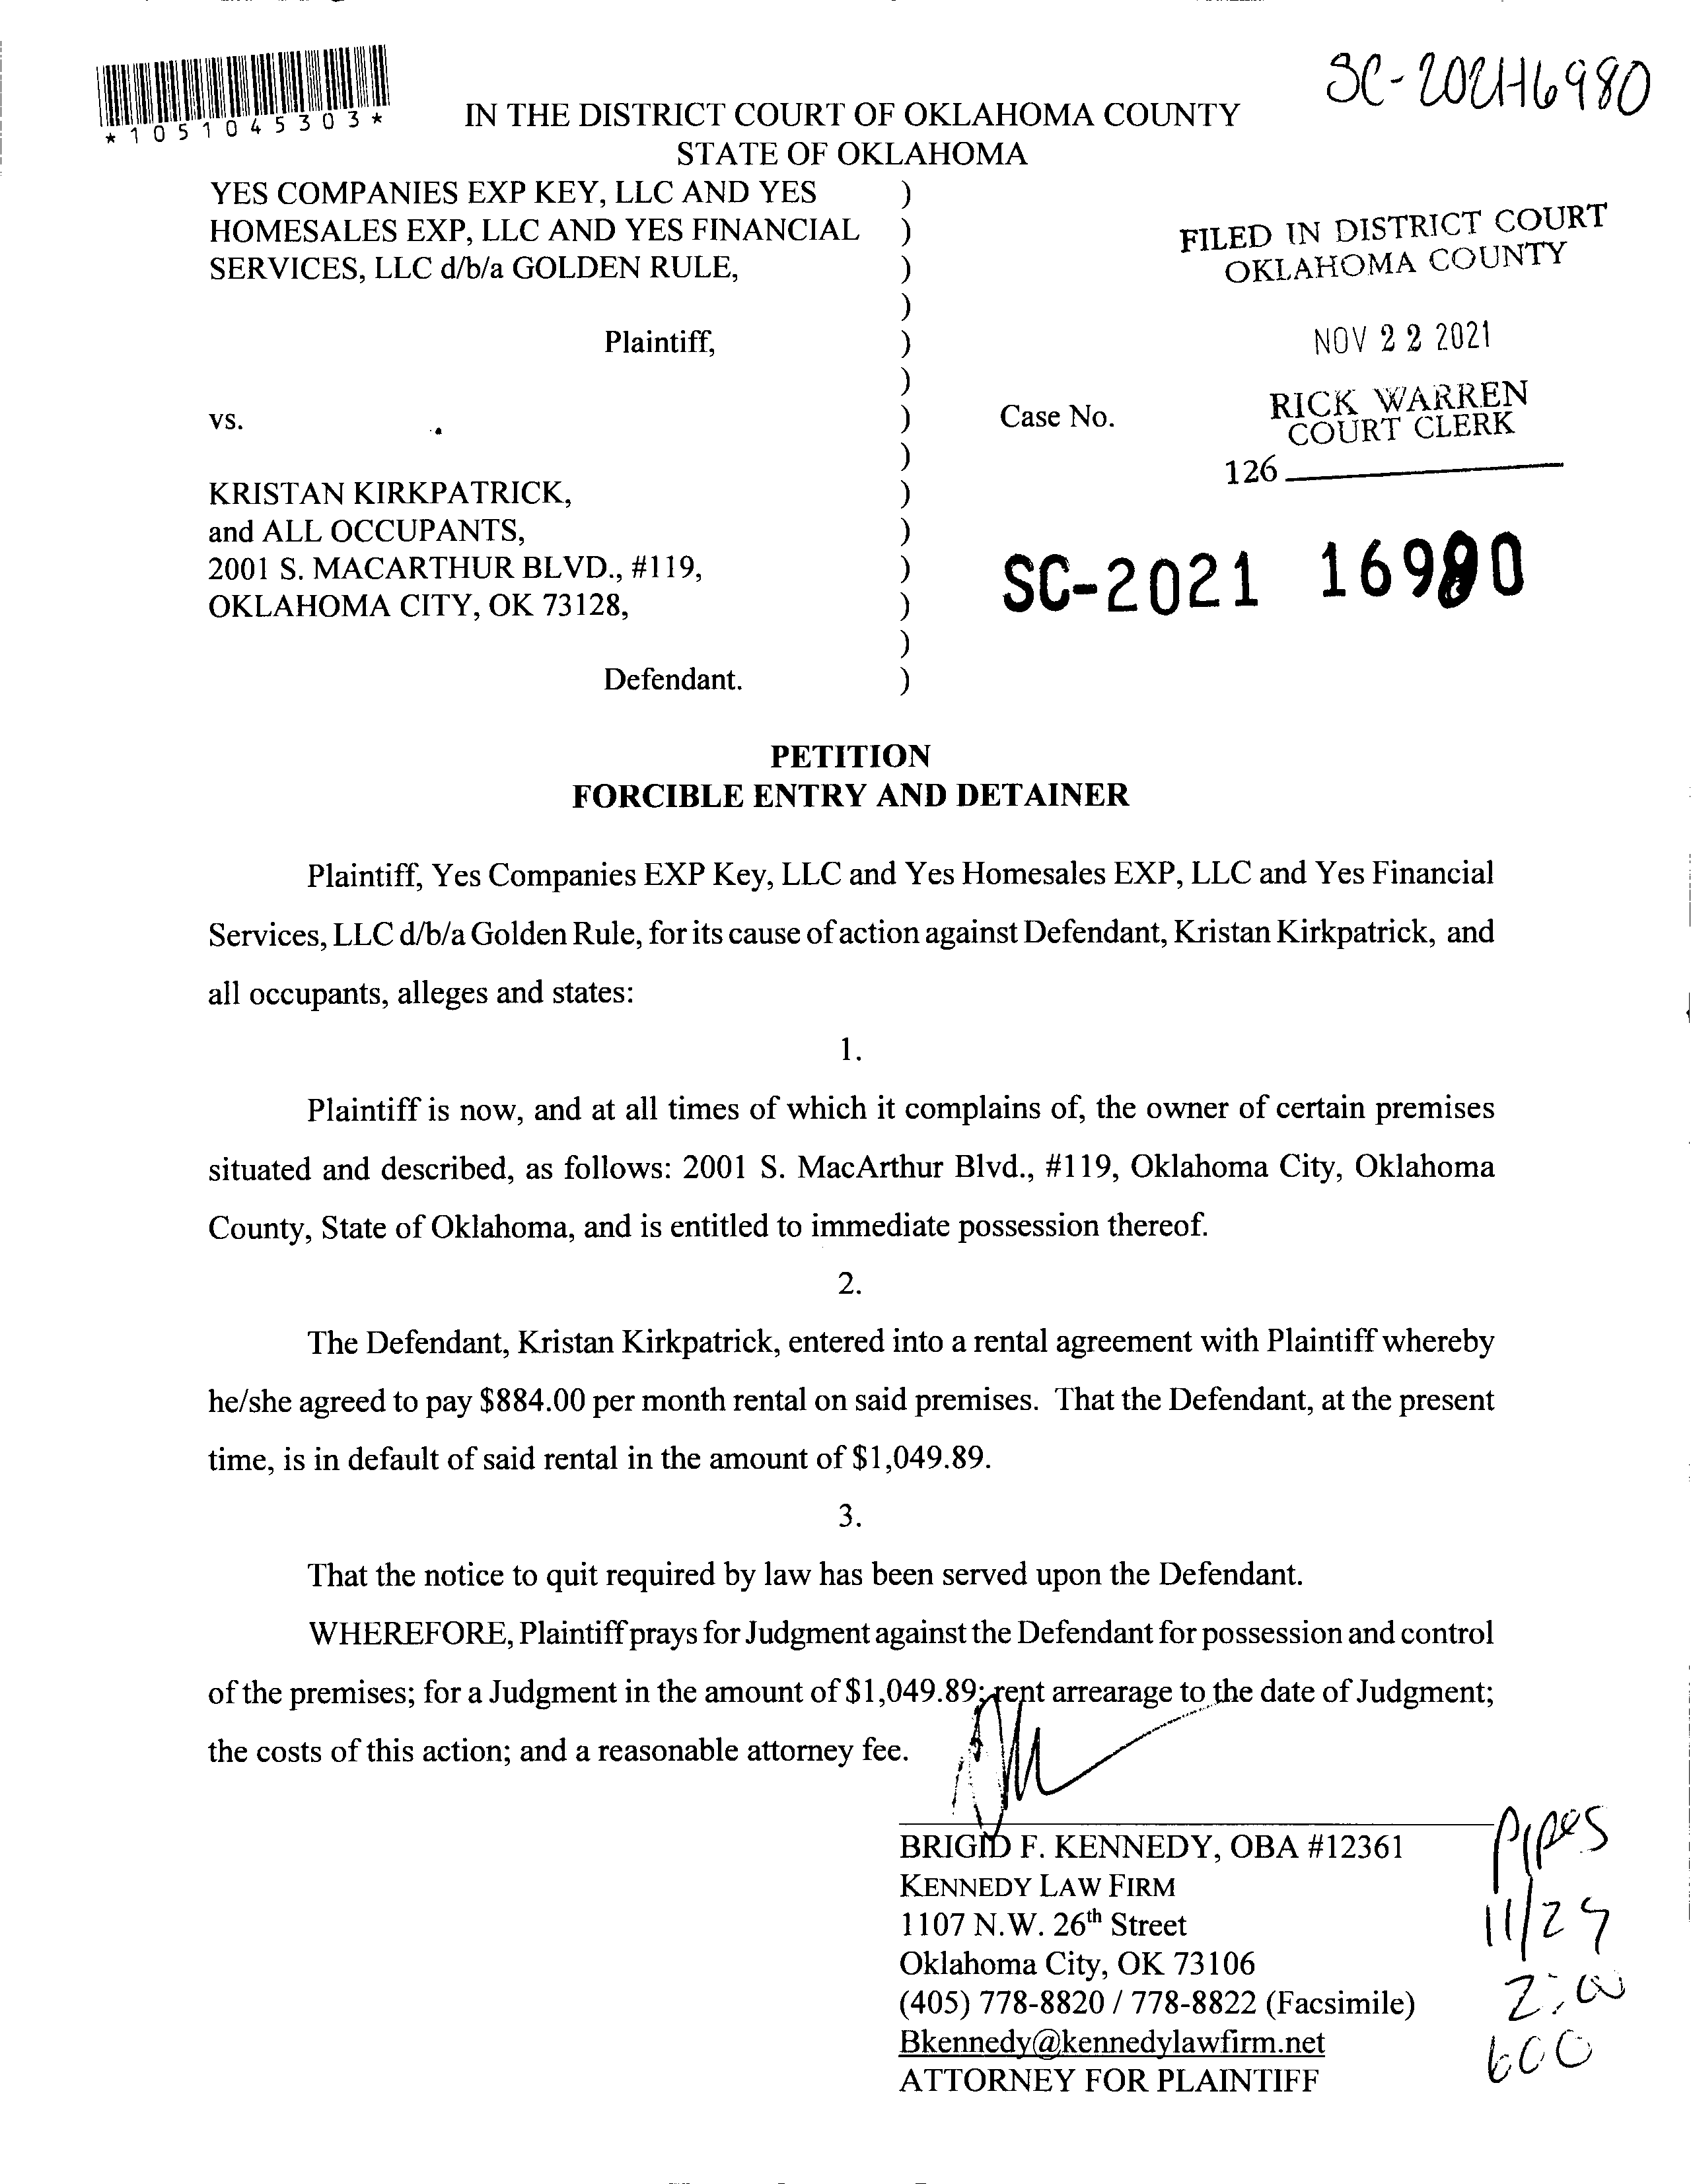 SC-2021-16980
*1051045303*
IN THE DISTRICT COURT OF OKLAHOMA COUNTY
STATE OF OKLAHOMA
YES COMPANIES EXP KEY, LLC AND YES )
HOMESALES EXP, LLC AND YES FINANCIAL )
SERVICES, LLC d/b/a GOLDEN RULE, )
)
Plaintiff, )
)
vs. ) Case No.
)
KRISTAN KIRKPATRICK, )
and ALL OCCUPANTS, )
2001 S. MACARTHUR BLVD., #119, )
OKLAHOMA CITY, OK 73128, )
)
Defendant. )
FILED IN DISTRICT COURT
OKLAHOMA COUNTY
NOV 22 2021
RICK WARREN
COURT CLERK
126
SC-2021 16980
PETITION
FORCIBLE ENTRY AND DETAINER
Plaintiff, Yes Companies EXP Key, LLC and Yes Homesales EXP, LLC and Yes Financial
Services, LLC d/b/a Golden Rule, for its cause of action against Defendant, Kristan Kirkpatrick, and
all occupants, alleges and states:
1.
Plaintiff is now, and at all times of which it complains of, the owner of certain premises
situated and described, as follows: 2001 S. MacArthur Blvd., #119, Oklahoma City, Oklahoma
County, State of Oklahoma, and is entitled to immediate possession thereof.
2.
The Defendant, Kristan Kirkpatrick, entered into a rental agreement with Plaintiff whereby
he/she agreed to pay $884.00 per month rental on said premises. That the Defendant, at the present
time, is in default of said rental in the amount of $1,049.89.
3.
That the notice to quit required by law has been served upon the Defendant.
WHEREFORE, Plaintiff prays for Judgment against the Defendant for possession and control
of the premises; for a Judgment in the amount of $1,049.89; rent arrearage to the date of Judgment;
the costs of this action; and a reasonable attorney fee.
BRIGID F. KENNEDY, OBA #12361
KENNEDY LAW FIRM
1107 N.W. 26th Street
Oklahoma City, OK 73106
(405) 778-8820 / 778-8822 (Facsimile)
Bkennedy@kennedylawfirm.net
ATTORNEY FOR PLAINTIFF
Pipes
2:00
600